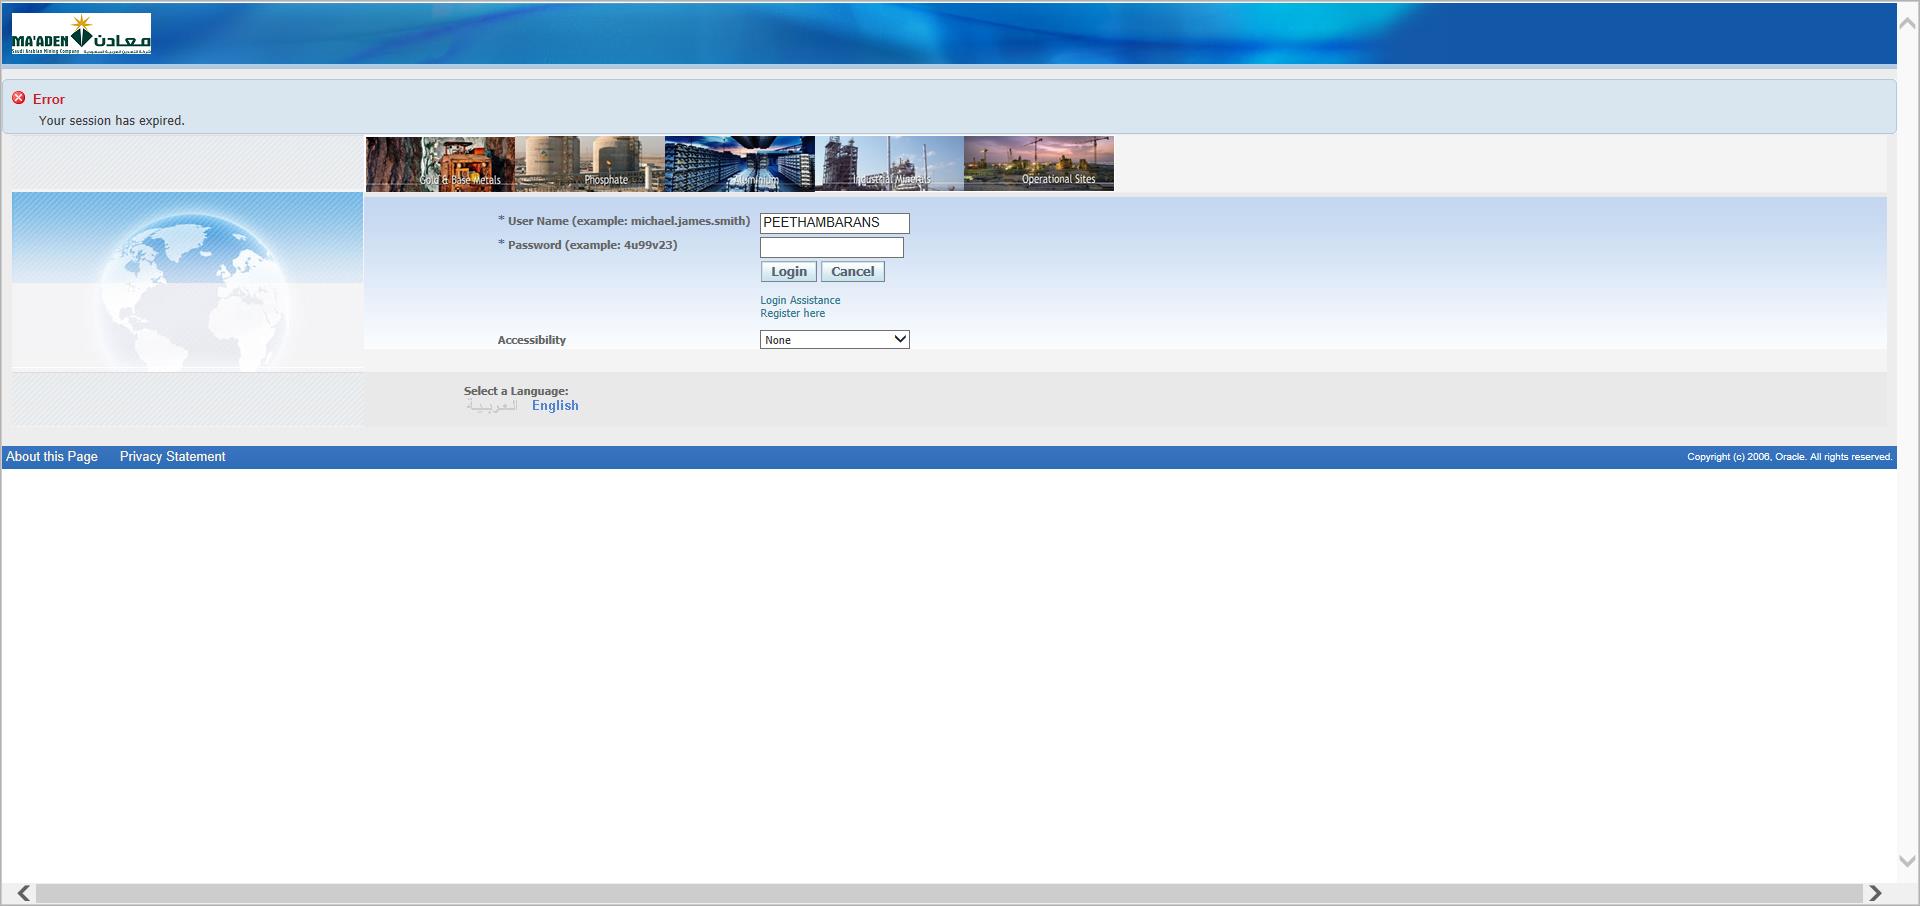 MA'ADEN معادن
Saudi Arabian Mining Company شركة التعدين العربية السعودية
Error
Your session has expired.
Gold & Base Metals Phosphate Aluminium Industrial Minerals Operational Sites
* User Name (example: michael.james.smith) PEETHAMBARANS
* Password (example: 4u99v23)
Login Cancel
Login Assistance
Register here
Accessibility None
Select a Language:
العربية English
About this Page Privacy Statement Copyright (c) 2006, Oracle. All rights reserved.